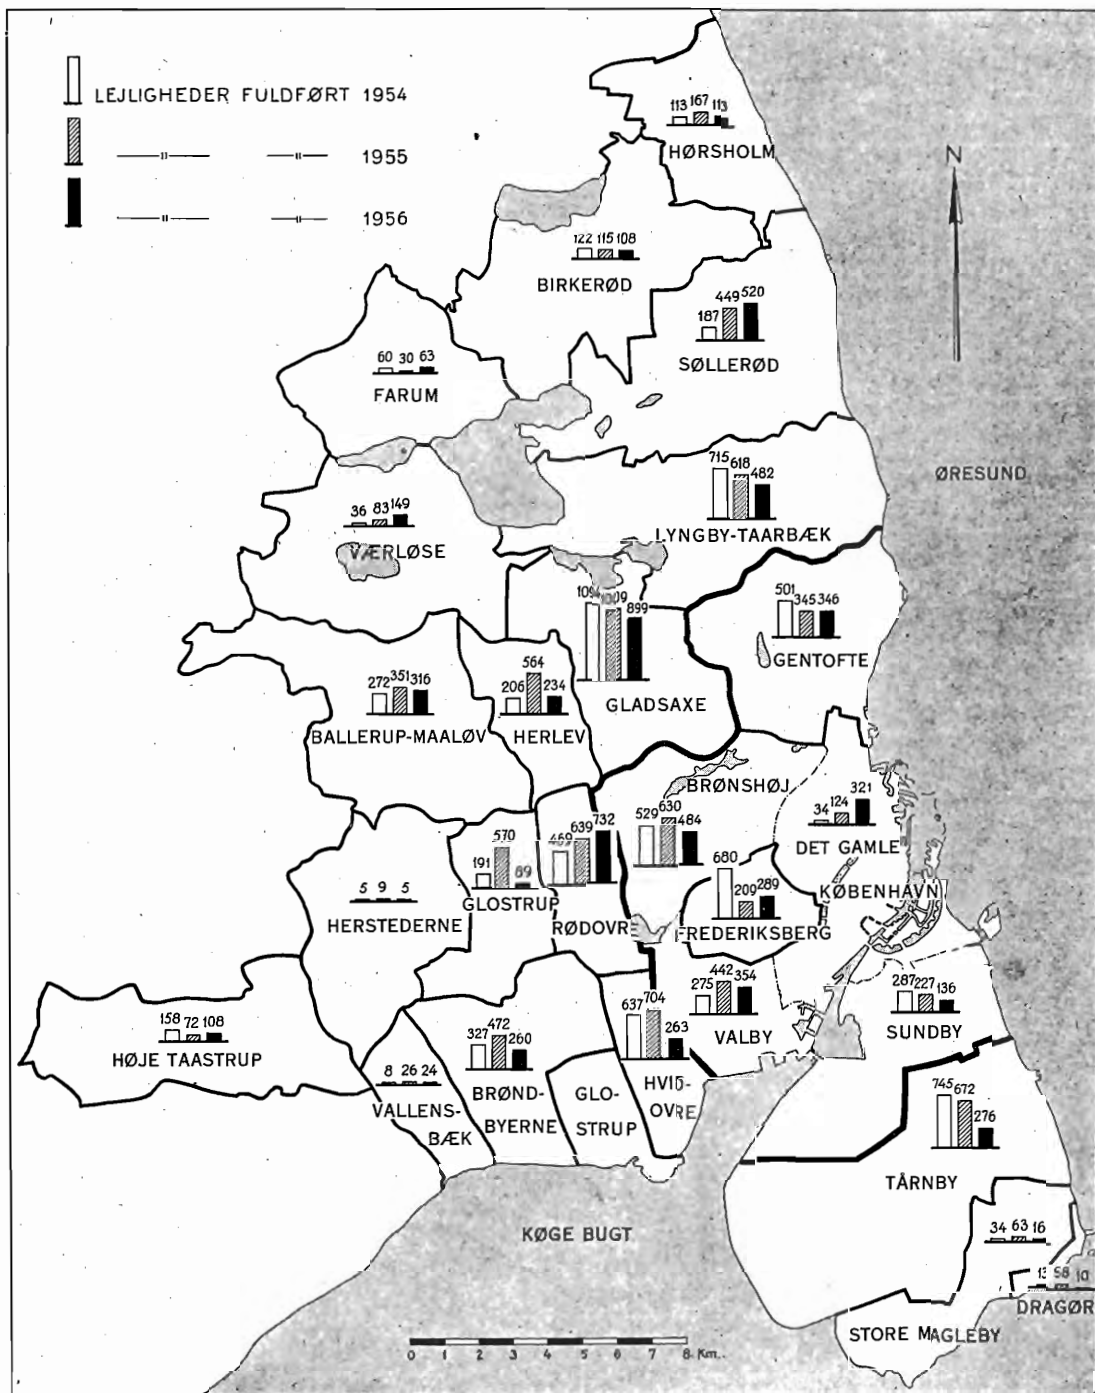 LEJLIGHEDER FULDFØRT 1954
—"— —"— 1955
—"— —"— 1956
N
113 167 113
HØRSHOLM
122 115 108
BIRKERØD
187 449 520
SØLLERØD
60 30 63
FARUM
715 618 482
LYNGBY-TAARBÆK
ØRESUND
36 83 149
VÆRLØSE
501 345 346
GENTOFTE
1094 1009 899
GLADSAXE
272 351 316
BALLERUP-MAALØV
206 564 234
HERLEV
BRØNSHØJ
529 630 484
34 124 321
DET GAMLE
KØBENHAVN
191 570 89
GLOSTRUP
469 639 732
RØDOVRE
680 209 289
FREDERIKSBERG
5 9 5
HERSTEDERNE
275 442 354
VALBY
287 227 136
SUNDBY
158 72 108
HØJE TAASTRUP
8 26 24
VALLENS-
BÆK
327 472 260
BRØND-
BYERNE
GLO-
STRUP
637 704 263
HVID-
OVRE
745 672 276
TÅRNBY
KØGE BUGT
34 63 16
13 58 10
DRAGØR
STORE MAGLEBY
0 1 2 3 4 5 6 7 8 Km.